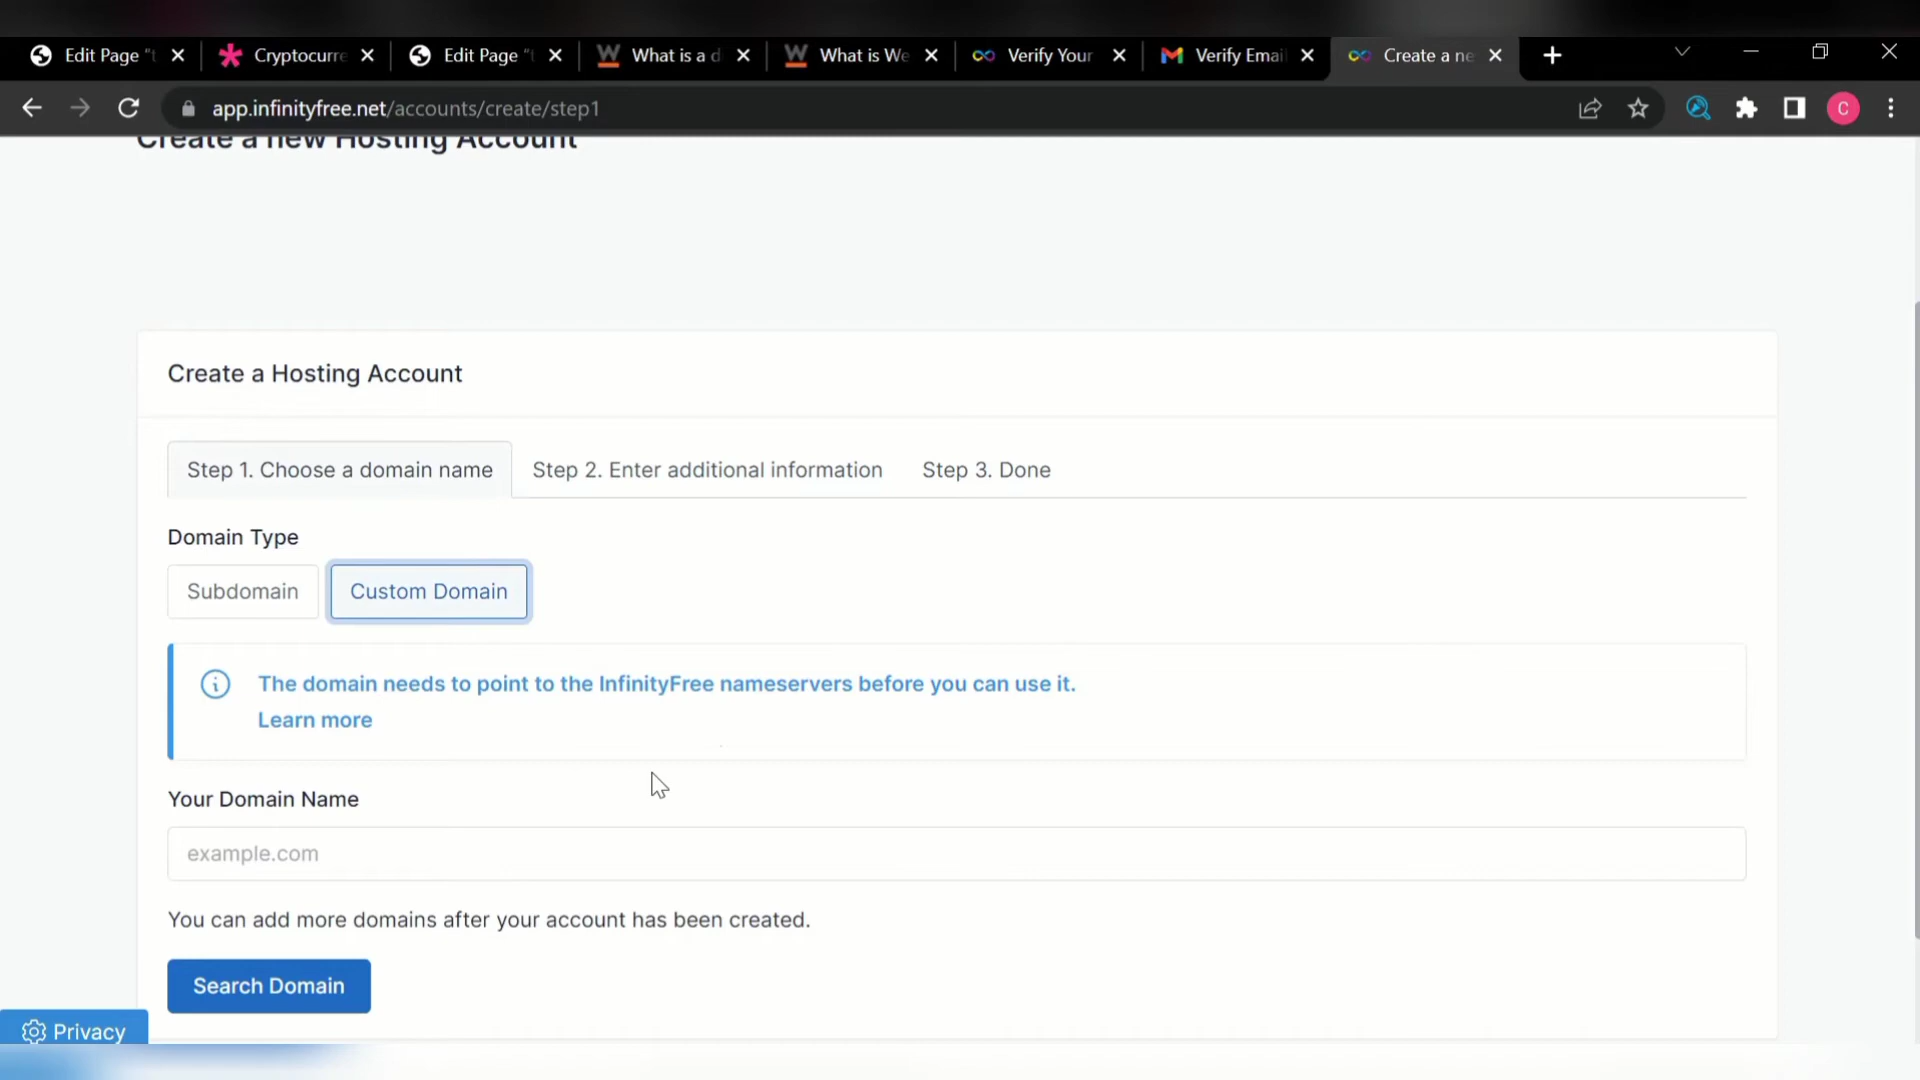 Edit Page "t
Cryptocurre
Edit Page "t
What is a d
What is We
Verify Your
Verify Emai
Create a ne
app.infinityfree.net/accounts/create/step1
C
Create a new Hosting Account
Create a Hosting Account
Step 1. Choose a domain name
Step 2. Enter additional information
Step 3. Done
Domain Type
Subdomain
Custom Domain
The domain needs to point to the InfinityFree nameservers before you can use it.
Learn more
Your Domain Name
example.com
You can add more domains after your account has been created.
Search Domain
Privacy